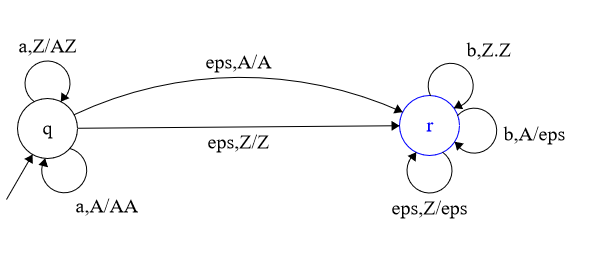 a,Z/AZ
b,Z.Z
eps,A/A
q
r
b,A/eps
eps,Z/Z
a,A/AA
eps,Z/eps